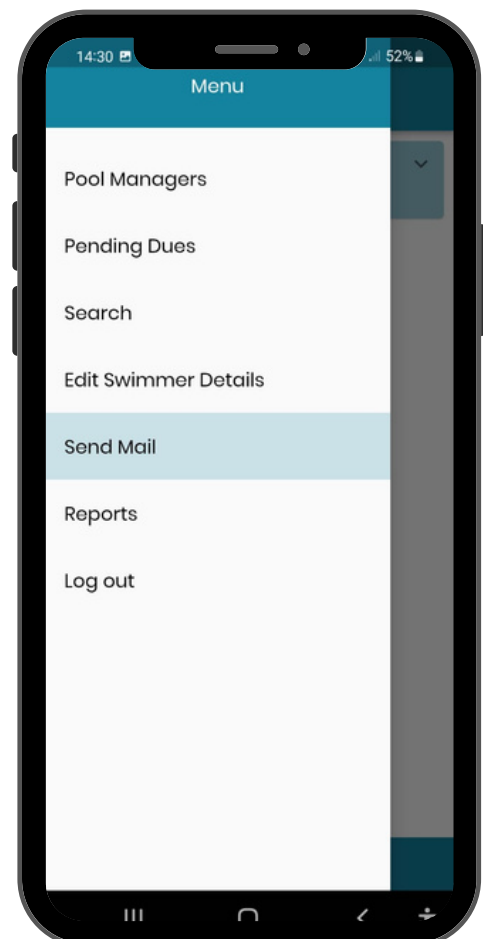 14:30 52%
Menu
Pool Managers
Pending Dues
Search
Edit Swimmer Details
Send Mail
Reports
Log out